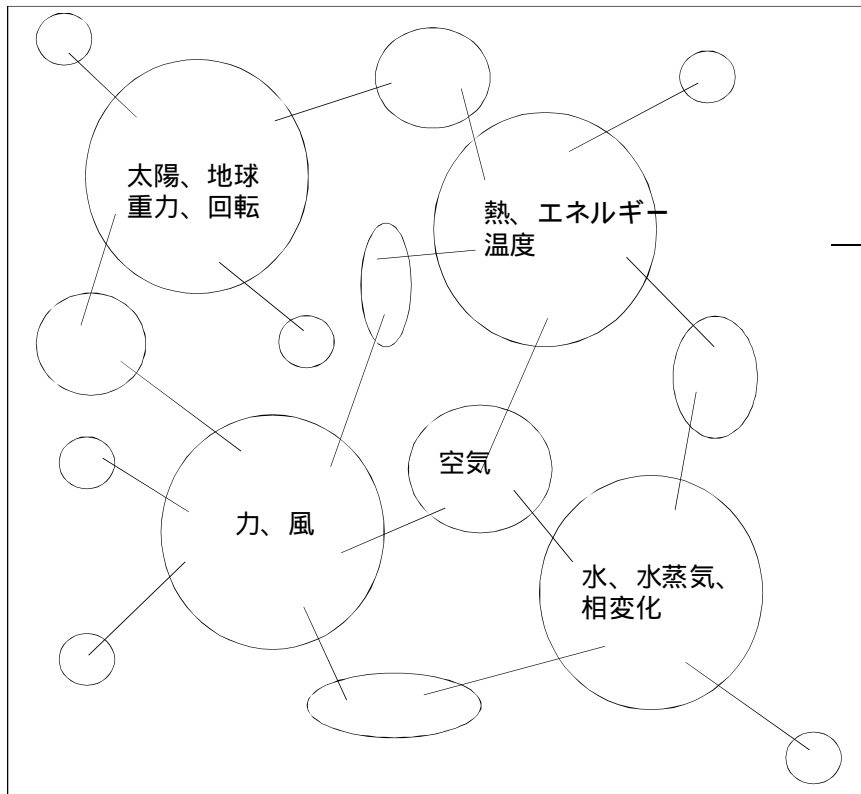 太陽、地球
重力、回転
熱、エネルギー
温度
空気
力、風
水、水蒸気、
相変化